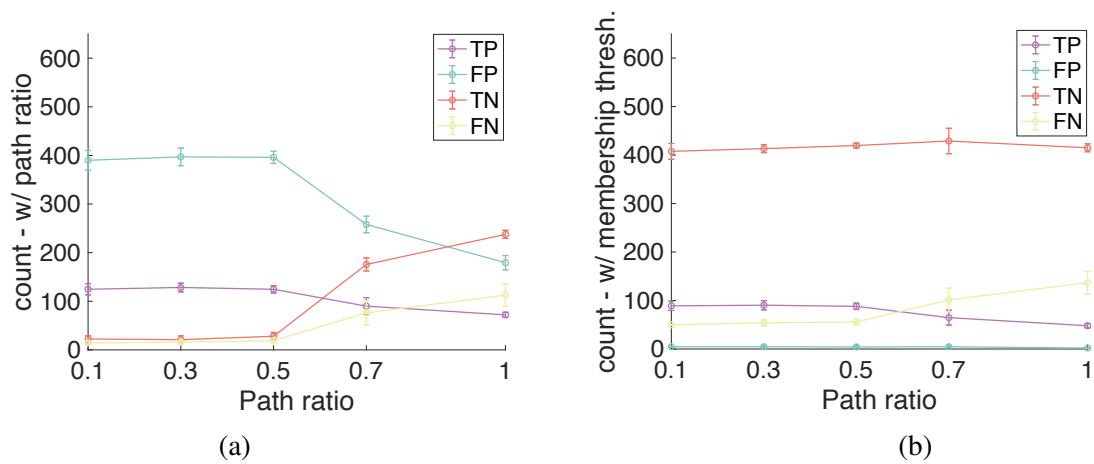 count - w/ path ratio
600
500
400
300
200
100
0
0.1 0.3 0.5 0.7 1
Path ratio
TP
FP
TN
FN
(a)
count - w/ membership thresh.
600
500
400
300
200
100
0
0.1 0.3 0.5 0.7 1
Path ratio
TP
FP
TN
FN
(b)